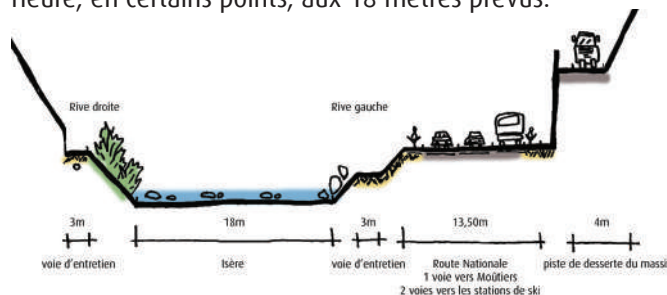 heure, en certains points, aux 18 mètres prévus.
Rive droite
Rive gauche
3m
18m
3m
13,50m
4m
voie d'entretien
Isère
voie d'entretien
Route Nationale
1 voie vers Moûtiers
2 voies vers les stations de ski
piste de desserte du massi